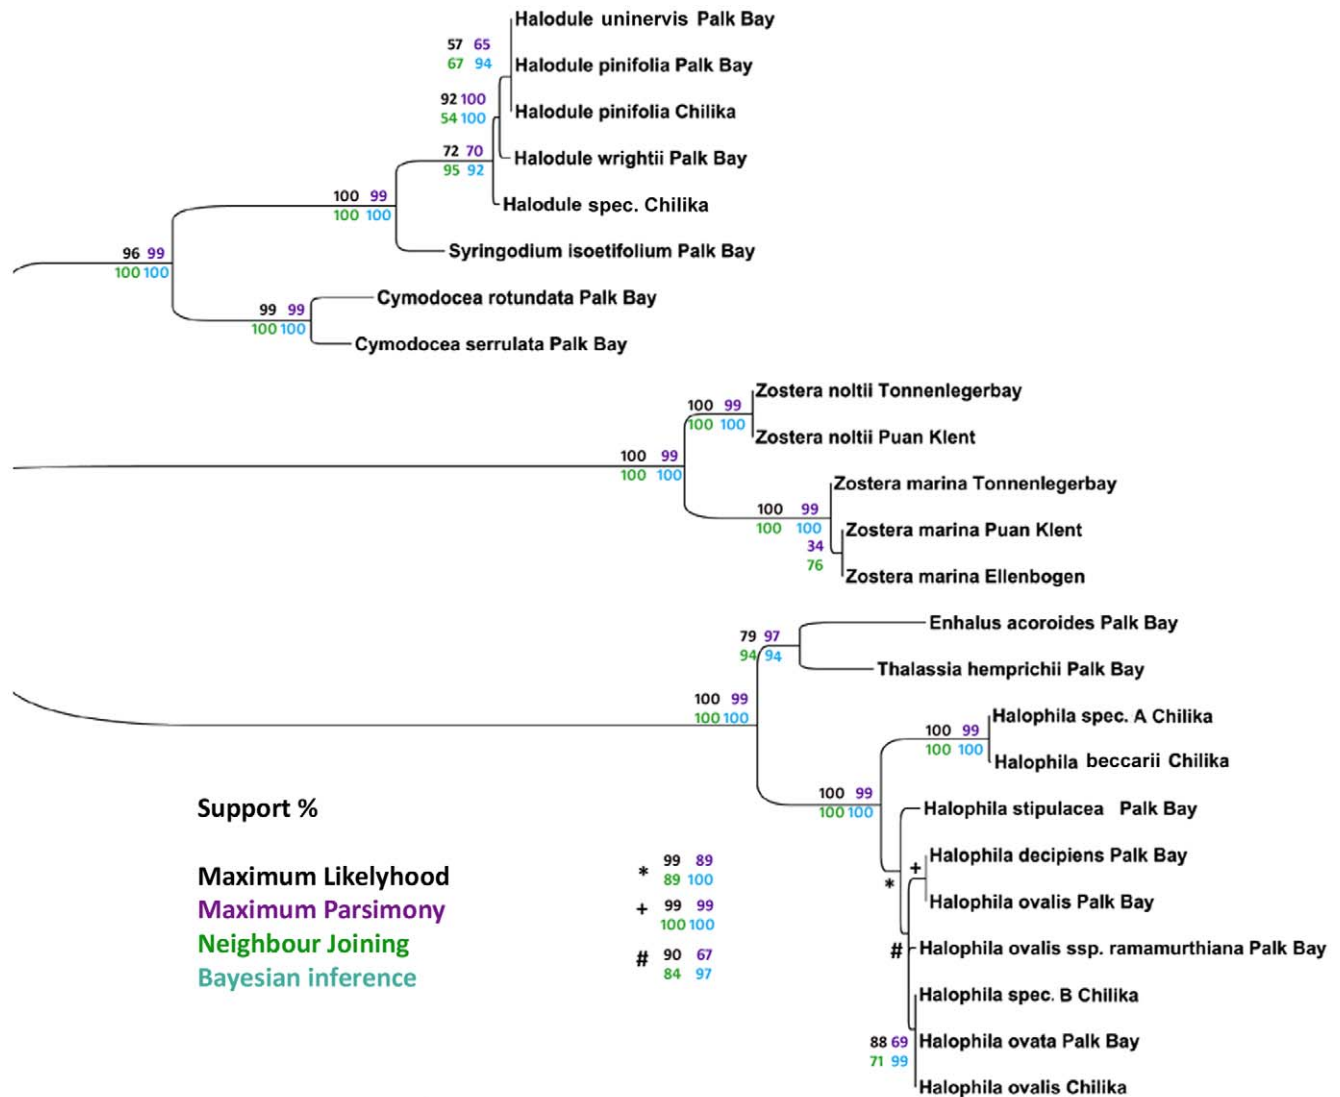 Halodule uninervis Palk Bay
57 65
67 94
Halodule pinifolia Palk Bay
92 100
54 100
Halodule pinifolia Chilika
72 70
95 92
Halodule wrightii Palk Bay
100 99
100 100
Halodule spec. Chilika
96 99
100 100
Syringodium isoetifolium Palk Bay
99 99
100 100
Cymodocea rotundata Palk Bay
Cymodocea serrulata Palk Bay
Zostera noltii Tonnenlegerbay
100 99
100 100
Zostera noltii Puan Klent
100 99
100 100
Zostera marina Tonnenlegerbay
100 99
100 100
Zostera marina Puan Klent
34
76
Zostera marina Ellenbogen
Enhalus acoroides Palk Bay
79 97
94 94
Thalassia hemprichii Palk Bay
100 99
100 100
Halophila spec. A Chilika
100 99
100 100
Halophila beccarii Chilika
100 99
100 100
Halophila stipulacea Palk Bay
Halophila decipiens Palk Bay
+
*
Halophila ovalis Palk Bay
# Halophila ovalis ssp. ramamurthiana Palk Bay
Halophila spec. B Chilika
88 69
71 99
Halophila ovata Palk Bay
Halophila ovalis Chilika
Support %
Maximum Likelyhood
Maximum Parsimony
Neighbour Joining
Bayesian inference
* 99 89
89 100
+ 99 99
100 100
# 90 67
84 97